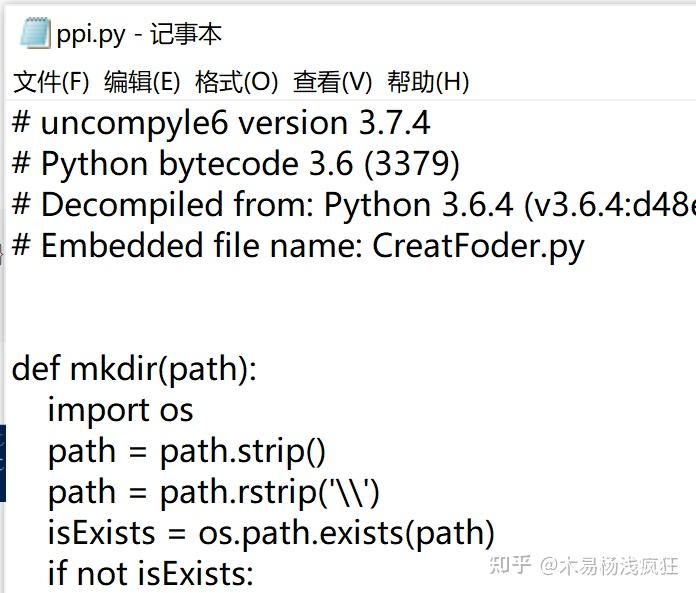 ppi.py - 记事本
文件(F) 编辑(E) 格式(O) 查看(V) 帮助(H)
# uncompyle6 version 3.7.4
# Python bytecode 3.6 (3379)
# Decompiled from: Python 3.6.4 (v3.6.4:d48e
# Embedded file name: CreatFoder.py
def mkdir(path):
    import os
    path = path.strip()
    path = path.rstrip('\\')
    isExists = os.path.exists(path)
    if not isExists:
知乎 @木易杨浅疯狂